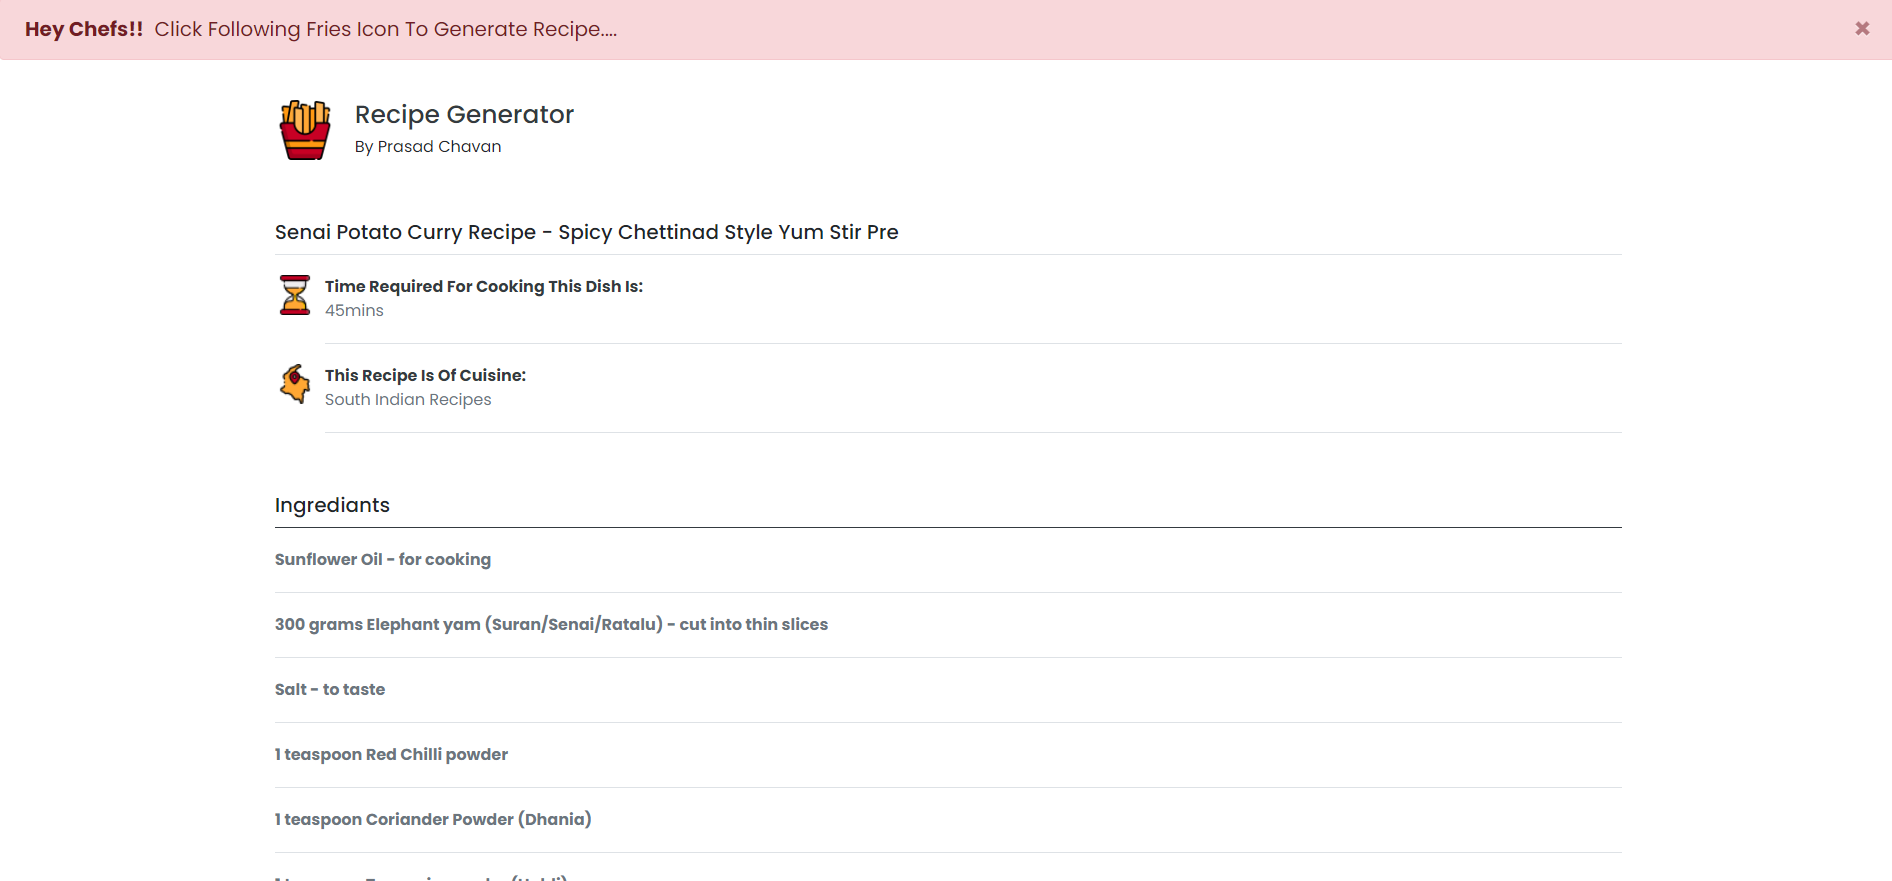 Hey Chefs!! Click Following Fries Icon To Generate Recipe....
×
Recipe Generator
By Prasad Chavan
Senai Potato Curry Recipe - Spicy Chettinad Style Yum Stir Pre
Time Required For Cooking This Dish Is:
45mins
This Recipe Is Of Cuisine:
South Indian Recipes
Ingrediants
Sunflower Oil - for cooking
300 grams Elephant yam (Suran/Senai/Ratalu) - cut into thin slices
Salt - to taste
1 teaspoon Red Chilli powder
1 teaspoon Coriander Powder (Dhania)